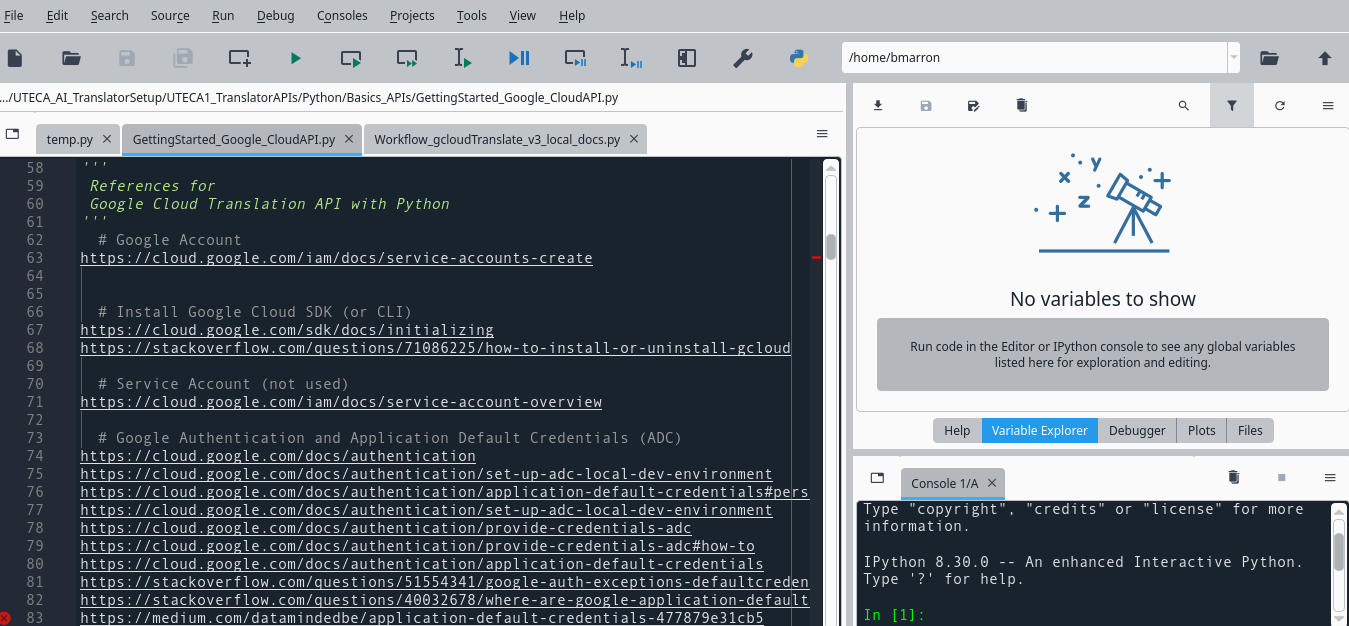 File Edit Search Source Run Debug Consoles Projects Tools View Help
/home/bmarron
.../UTECA_AI_TranslatorSetup/UTECA1_TranslatorAPIs/Python/Basics_APIs/GettingStarted_Google_CloudAPI.py
temp.py GettingStarted_Google_CloudAPI.py Workflow_gcloudTranslate_v3_local_docs.py
58 '''
59 References for
60 Google Cloud Translation API with Python
61 '''
62 # Google Account
63 https://cloud.google.com/iam/docs/service-accounts-create
64
65
66 # Install Google Cloud SDK (or CLI)
67 https://cloud.google.com/sdk/docs/initializing
68 https://stackoverflow.com/questions/71086225/how-to-install-or-uninstall-gcloud
69
70 # Service Account (not used)
71 https://cloud.google.com/iam/docs/service-account-overview
72
73 # Google Authentication and Application Default Credentials (ADC)
74 https://cloud.google.com/docs/authentication
75 https://cloud.google.com/docs/authentication/set-up-adc-local-dev-environment
76 https://cloud.google.com/docs/authentication/application-default-credentials#pers
77 https://cloud.google.com/docs/authentication/set-up-adc-local-dev-environment
78 https://cloud.google.com/docs/authentication/provide-credentials-adc
79 https://cloud.google.com/docs/authentication/provide-credentials-adc#how-to
80 https://cloud.google.com/docs/authentication/application-default-credentials
81 https://stackoverflow.com/questions/51554341/google-auth-exceptions-defaultcreden
82 https://stackoverflow.com/questions/40032678/where-are-google-application-default
83 https://medium.com/datamindedbe/application-default-credentials-477879e31cb5
x y z
No variables to show
Run code in the Editor or IPython console to see any global variables
listed here for exploration and editing.
Help Variable Explorer Debugger Plots Files
Console 1/A
Type "copyright", "credits" or "license" for more
information.
IPython 8.30.0 -- An enhanced Interactive Python.
Type '?' for help.
In [1]: